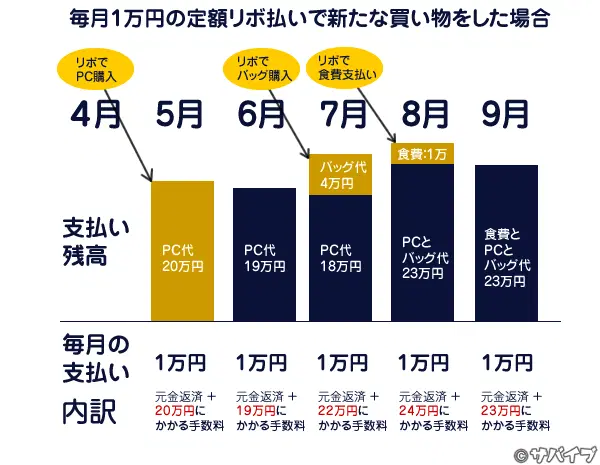 毎月1万円の定額リボ払いで新たな買い物をした場合
リボで
PC購入
リボで
バッグ購入
リボで
食費支払い
4月 5月 6月 7月 8月 9月
支払い
残高
PC代
20万円
PC代
19万円
バッグ代
4万円
PC代
18万円
食費:1万
PCと
バッグ代
23万円
食費と
PCと
バッグ代
23万円
毎月の
支払い
1万円 1万円 1万円 1万円 1万円
内訳
元金返済 +
20万円に
かかる手数料
元金返済 +
19万円に
かかる手数料
元金返済 +
22万円に
かかる手数料
元金返済 +
24万円に
かかる手数料
元金返済 +
23万円に
かかる手数料
©サバイブ